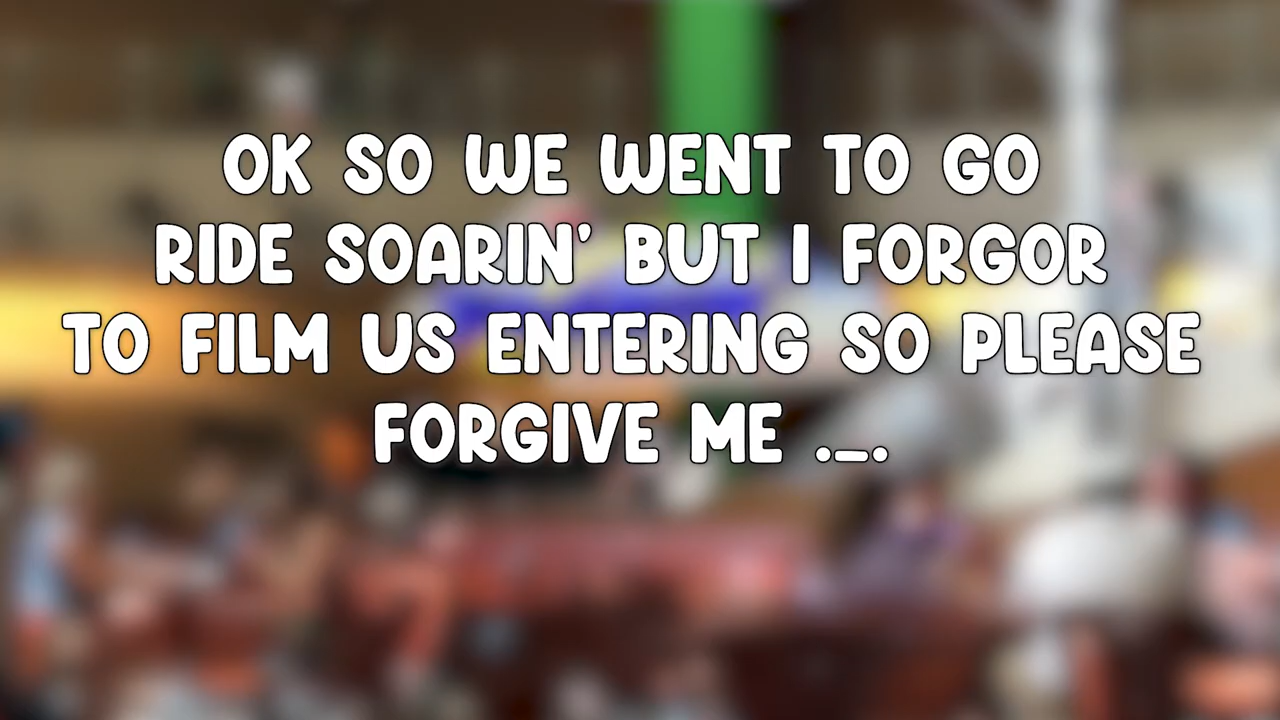 OK SO WE WENT TO GO
RIDE SOARIN' BUT I FORGOR
TO FILM US ENTERING SO PLEASE
FORGIVE ME ._.